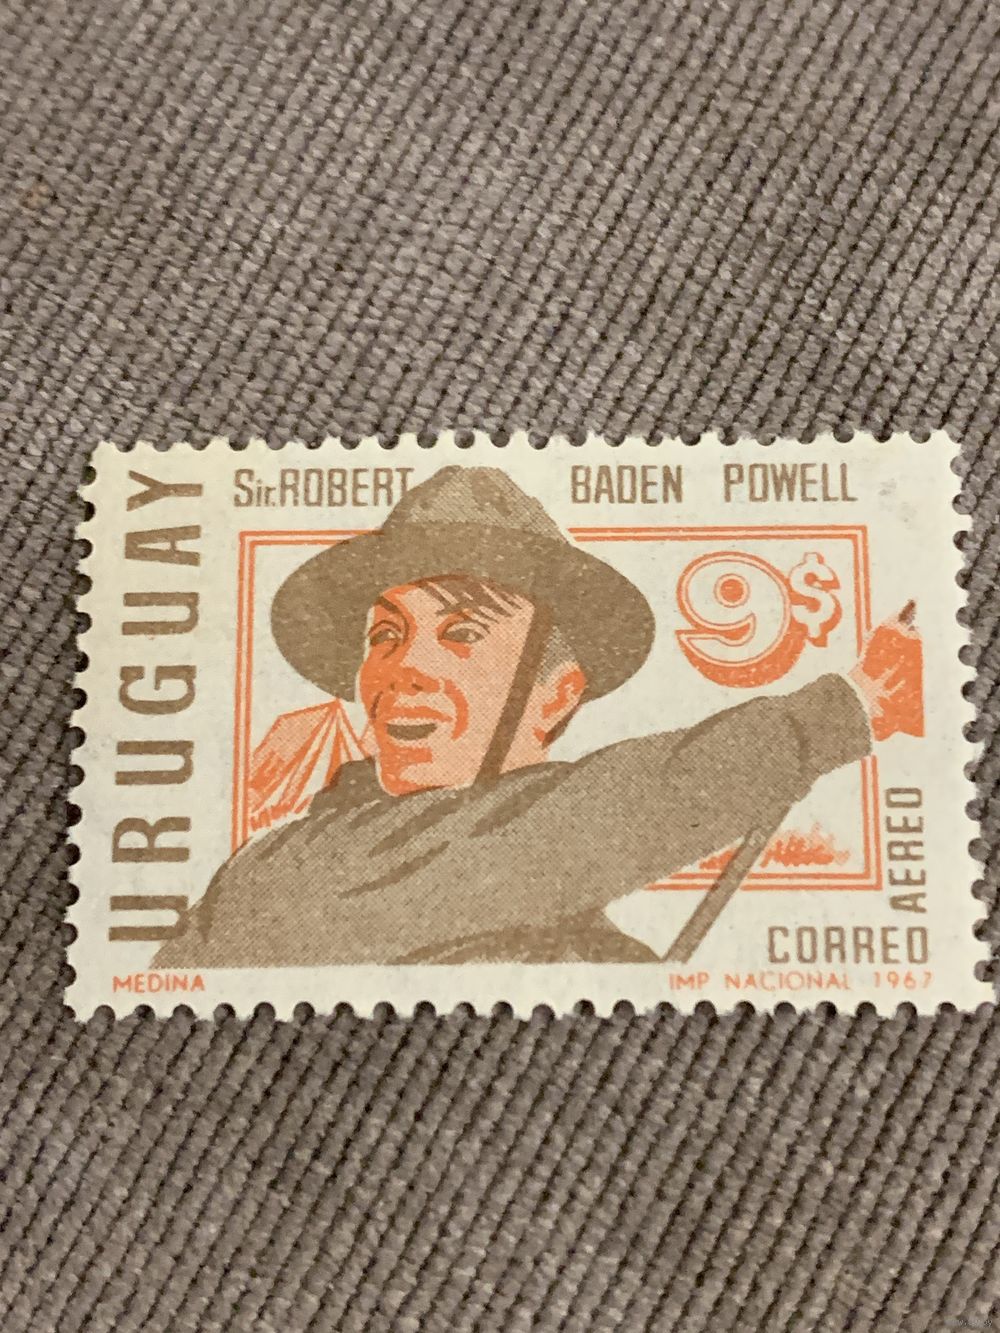 URUGUAY
Sir. ROBERT BADEN POWELL
9$
AEREO
CORREO
MEDINA
IMP NACIONAL 1967